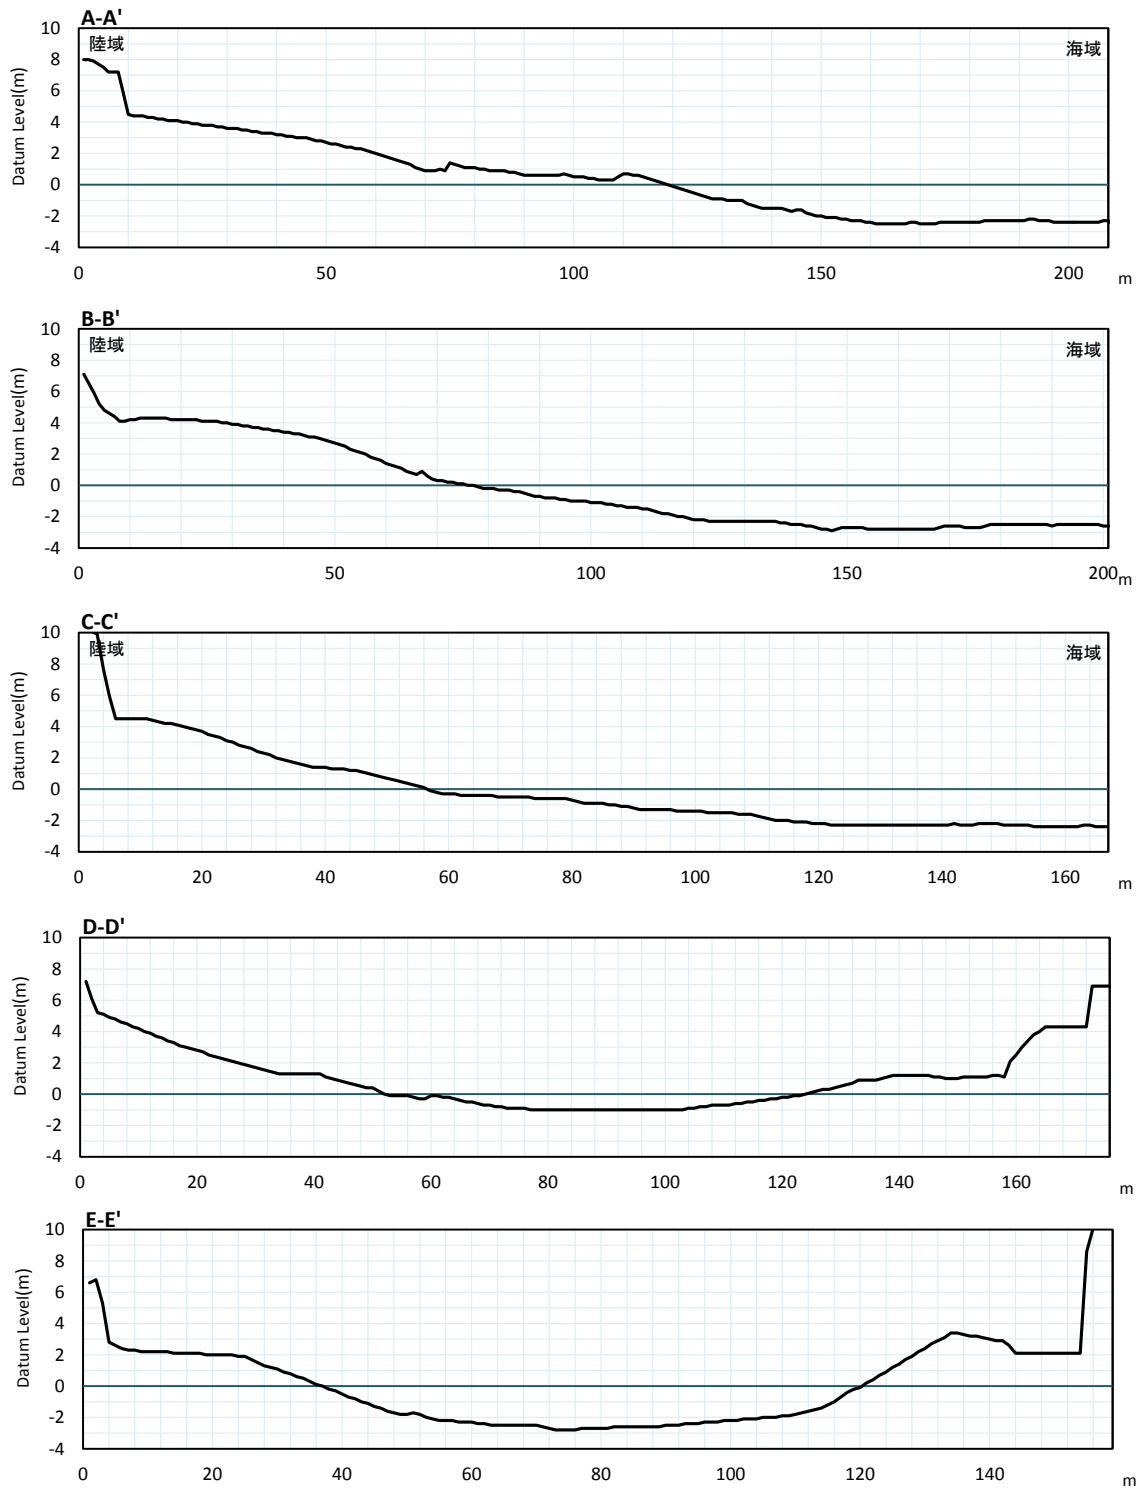 A-A'
陸域 海域
Datum Level(m)
10
8
6
4
2
0
-2
-4
0 50 100 150 200 m
B-B'
陸域 海域
Datum Level(m)
10
8
6
4
2
0
-2
-4
0 50 100 150 200 m
C-C'
陸域 海域
Datum Level(m)
10
8
6
4
2
0
-2
-4
0 20 40 60 80 100 120 140 160 m
D-D'
Datum Level(m)
10
8
6
4
2
0
-2
-4
0 20 40 60 80 100 120 140 160 m
E-E'
Datum Level(m)
10
8
6
4
2
0
-2
-4
0 20 40 60 80 100 120 140 m